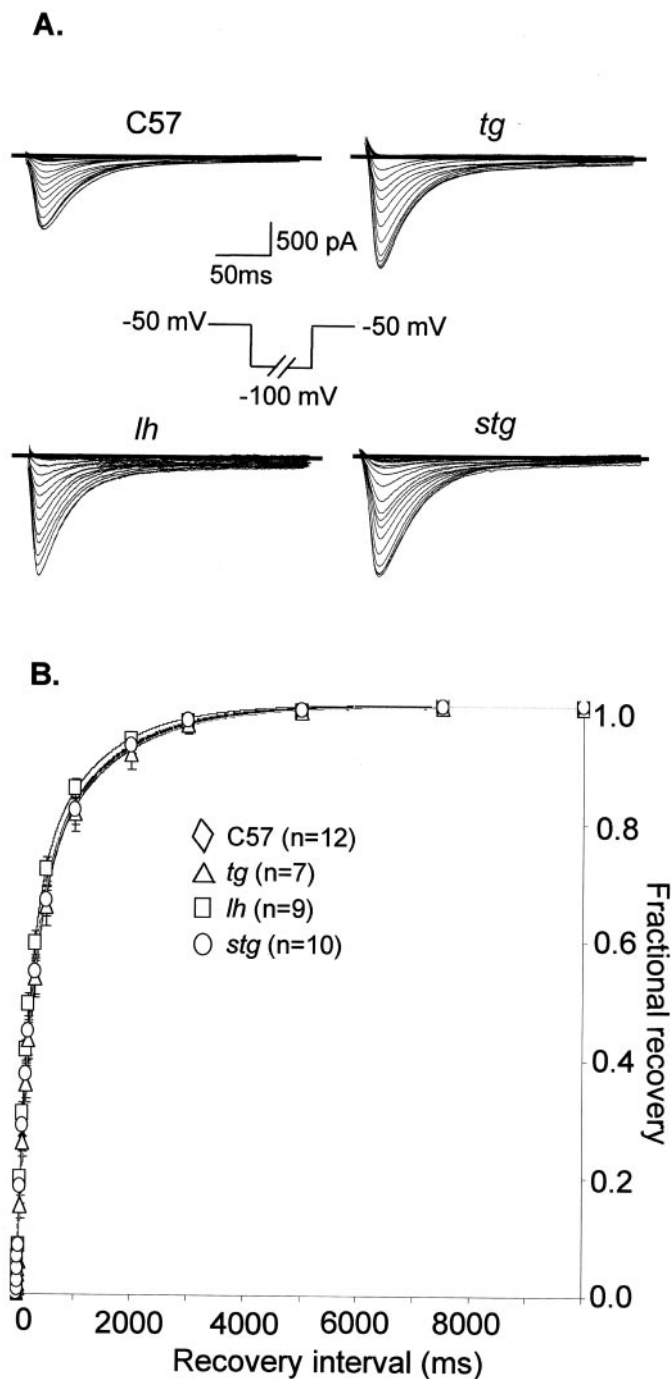 A.
C57
tg
500 pA
50ms
-50 mV
-50 mV
-100 mV
lh
stg
B.
1.0
0.8
0.6
0.4
0.2
0.0
Fractional recovery
C57 (n=12)
tg (n=7)
lh (n=9)
stg (n=10)
0
2000
4000
6000
8000
Recovery interval (ms)